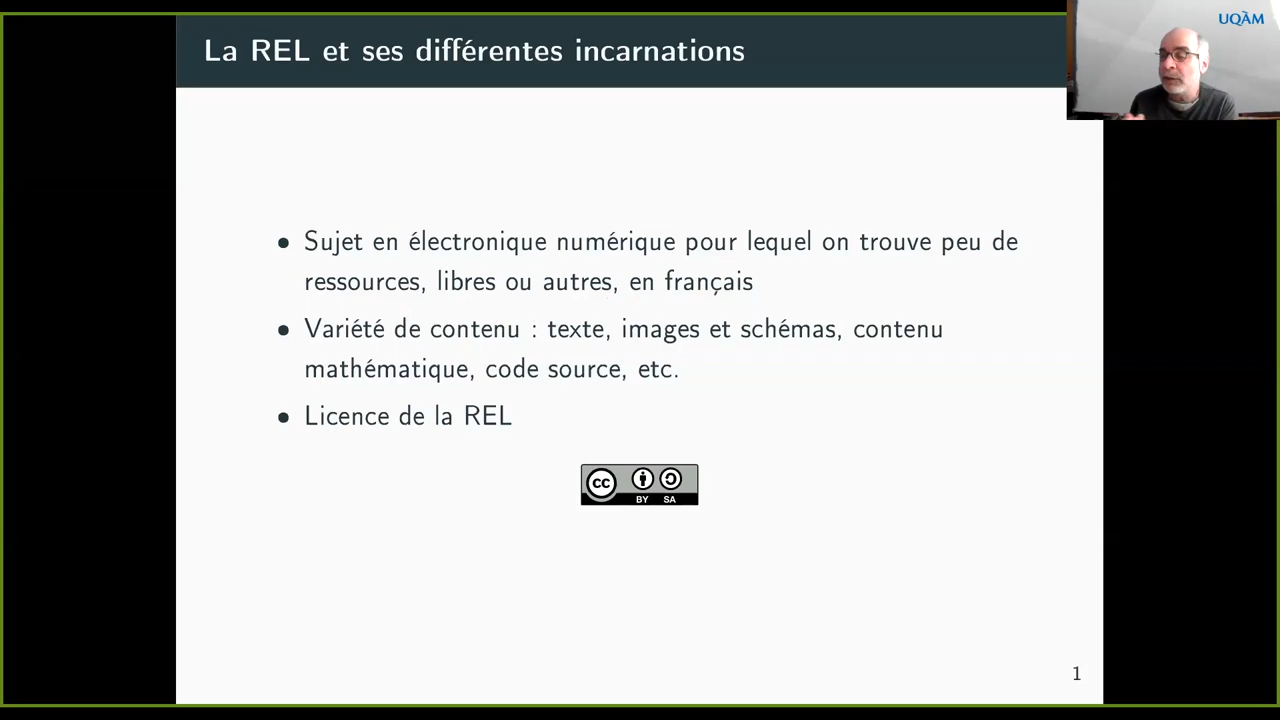 La REL et ses différentes incarnations
UQÀM
• Sujet en électronique numérique pour lequel on trouve peu de
ressources, libres ou autres, en français
• Variété de contenu : texte, images et schémas, contenu
mathématique, code source, etc.
• Licence de la REL
cc
BY SA
1